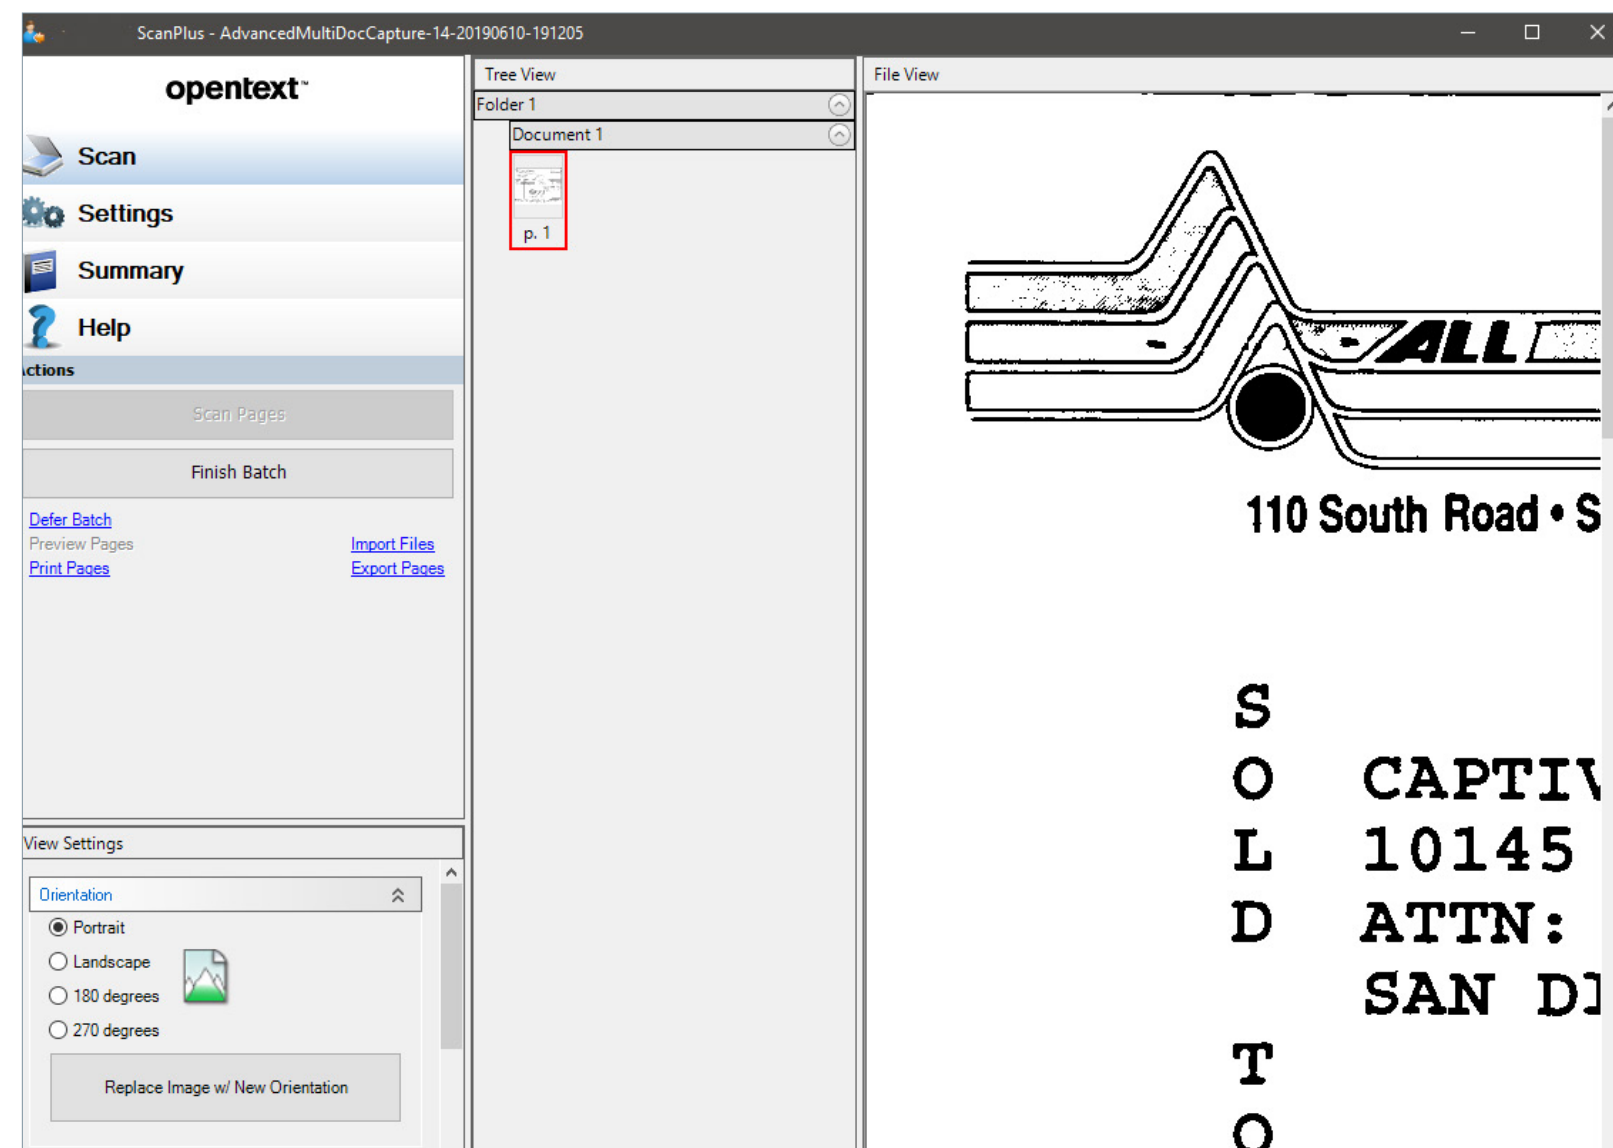 ScanPlus - AdvancedMultiDocCapture-14-20190610-191205
opentext™
Scan
Settings
Summary
Help
ctions
Scan Pages
Finish Batch
Defer Batch
Preview Pages
Import Files
Print Pages
Export Pages
View Settings
Orientation
Portrait
Landscape
180 degrees
270 degrees
Replace Image w/ New Orientation
Tree View
Folder 1
Document 1
p. 1
File View
ALL
110 South Road • S
S
O CAPTIV
L 10145
D ATTN:
SAN DI
T
O